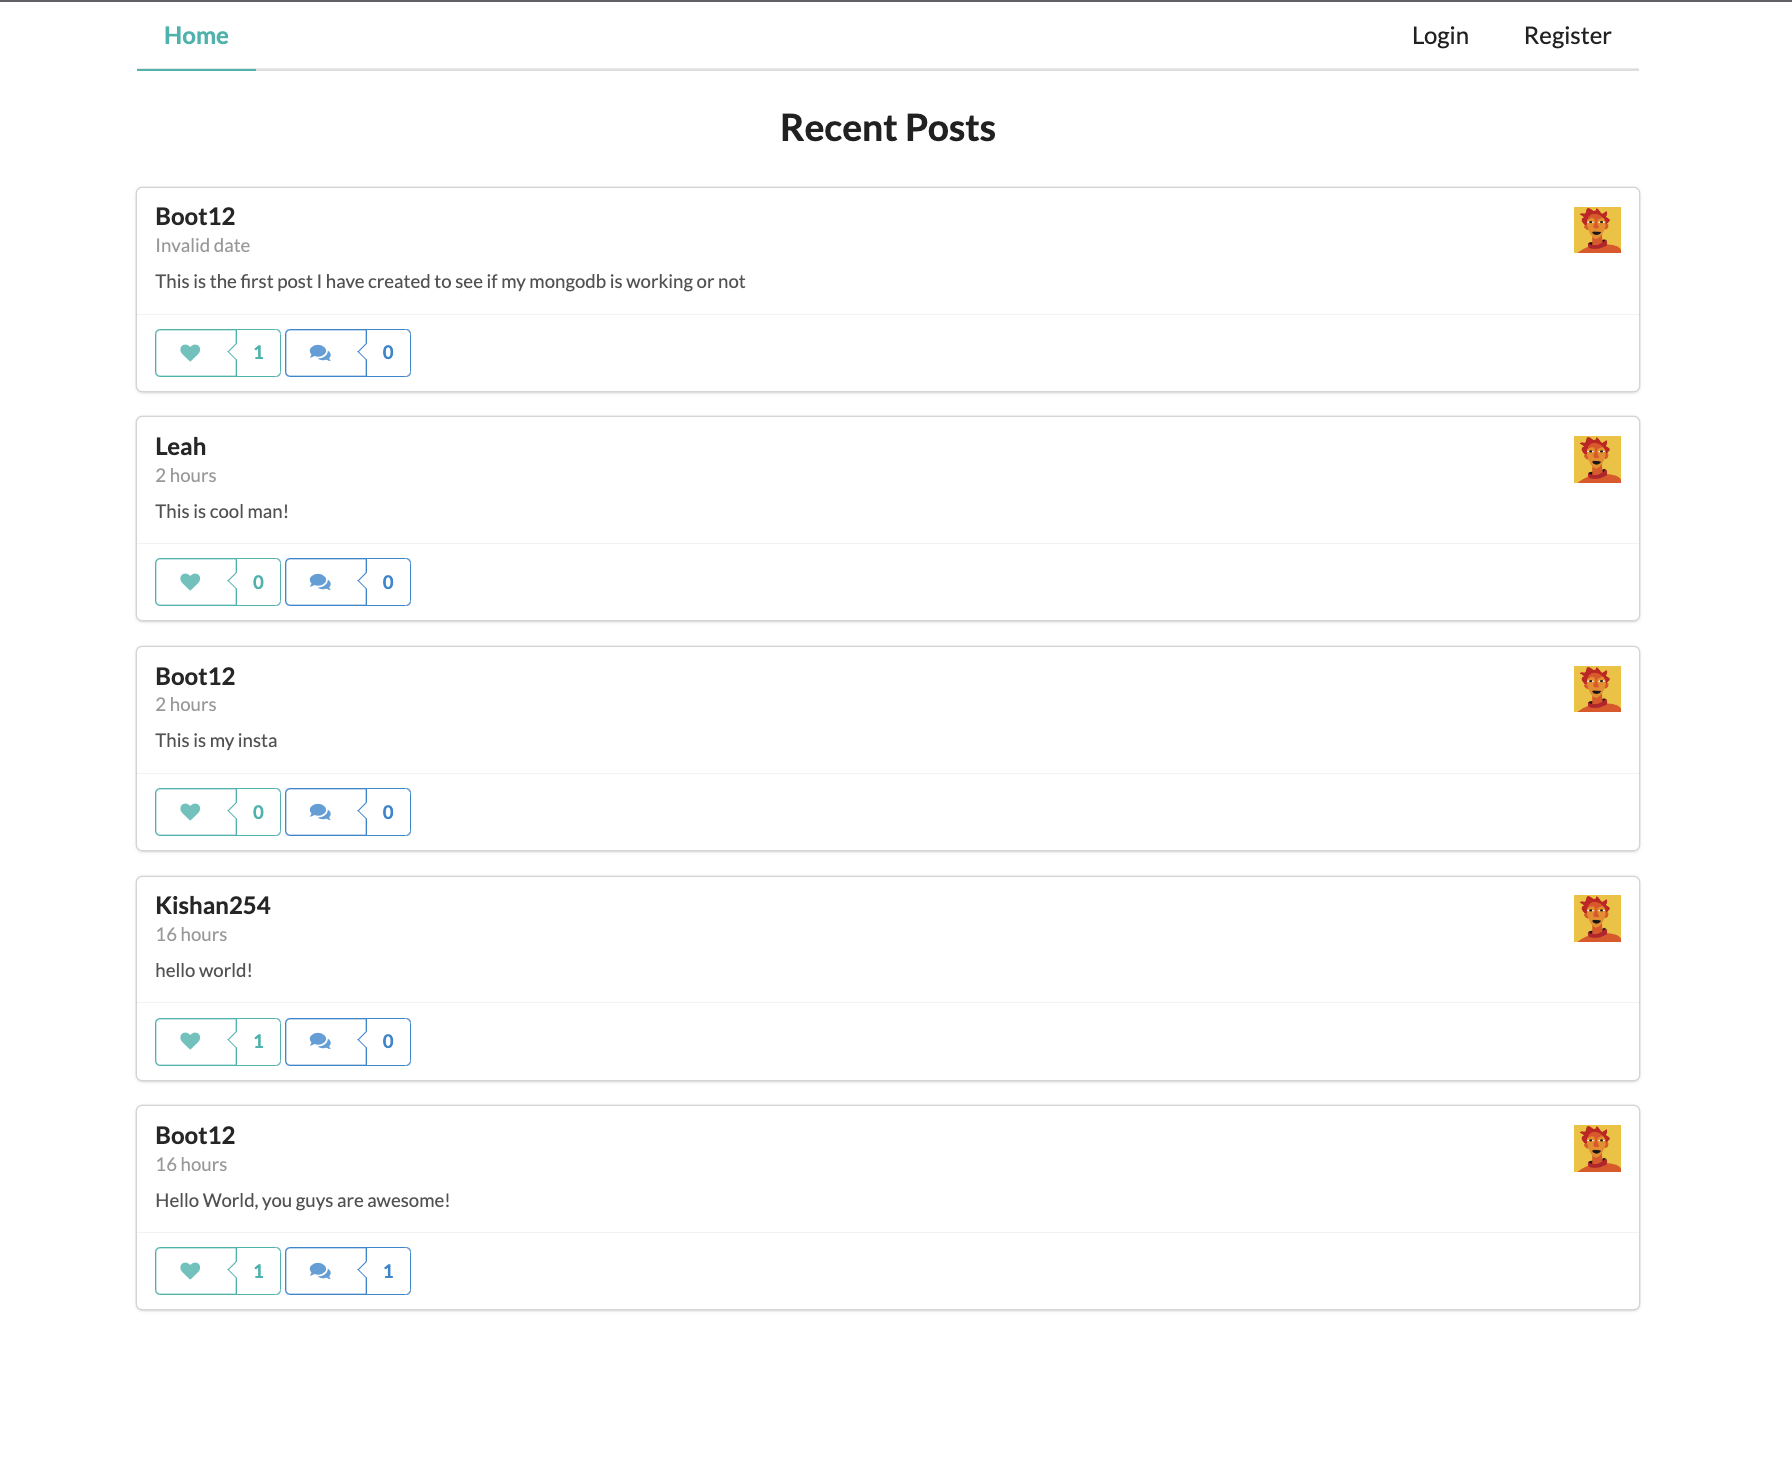 Home Login Register
Recent Posts
Boot12
Invalid date
This is the first post I have created to see if my mongodb is working or not
1 0
Leah
2 hours
This is cool man!
0 0
Boot12
2 hours
This is my insta
0 0
Kishan254
16 hours
hello world!
1 0
Boot12
16 hours
Hello World, you guys are awesome!
1 1